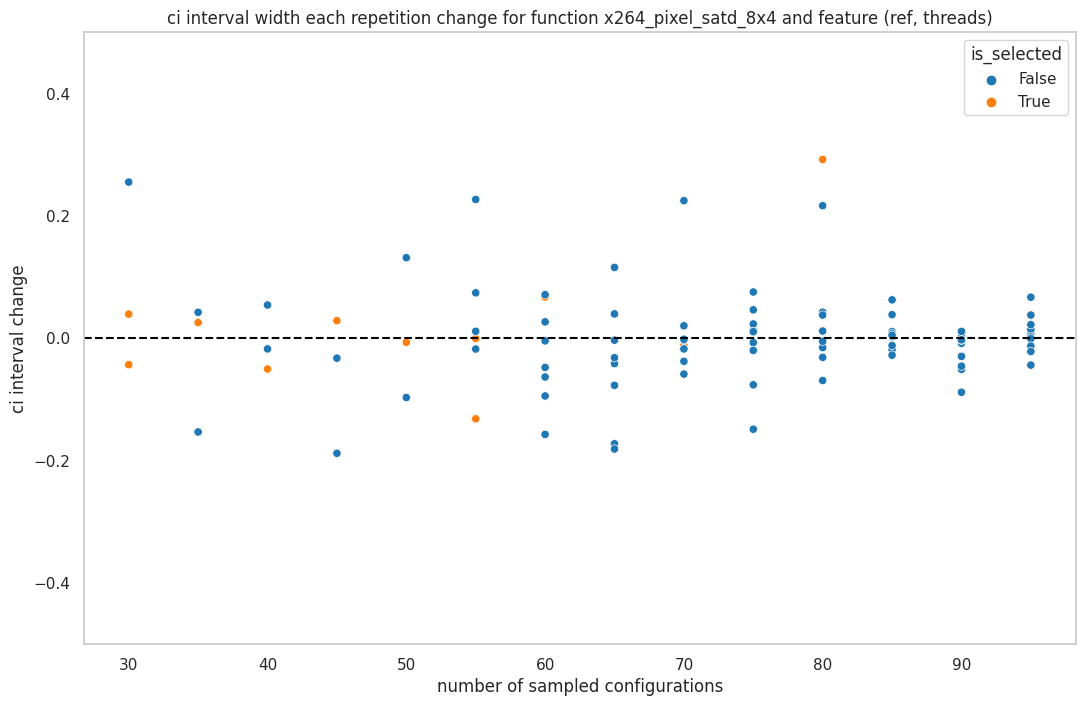 ci interval width each repetition change for function x264_pixel_satd_8x4 and feature (ref, threads)
is_selected
False
True
0.4
0.2
0.0
−0.2
−0.4
ci interval change
30
40
50
60
70
80
90
number of sampled configurations